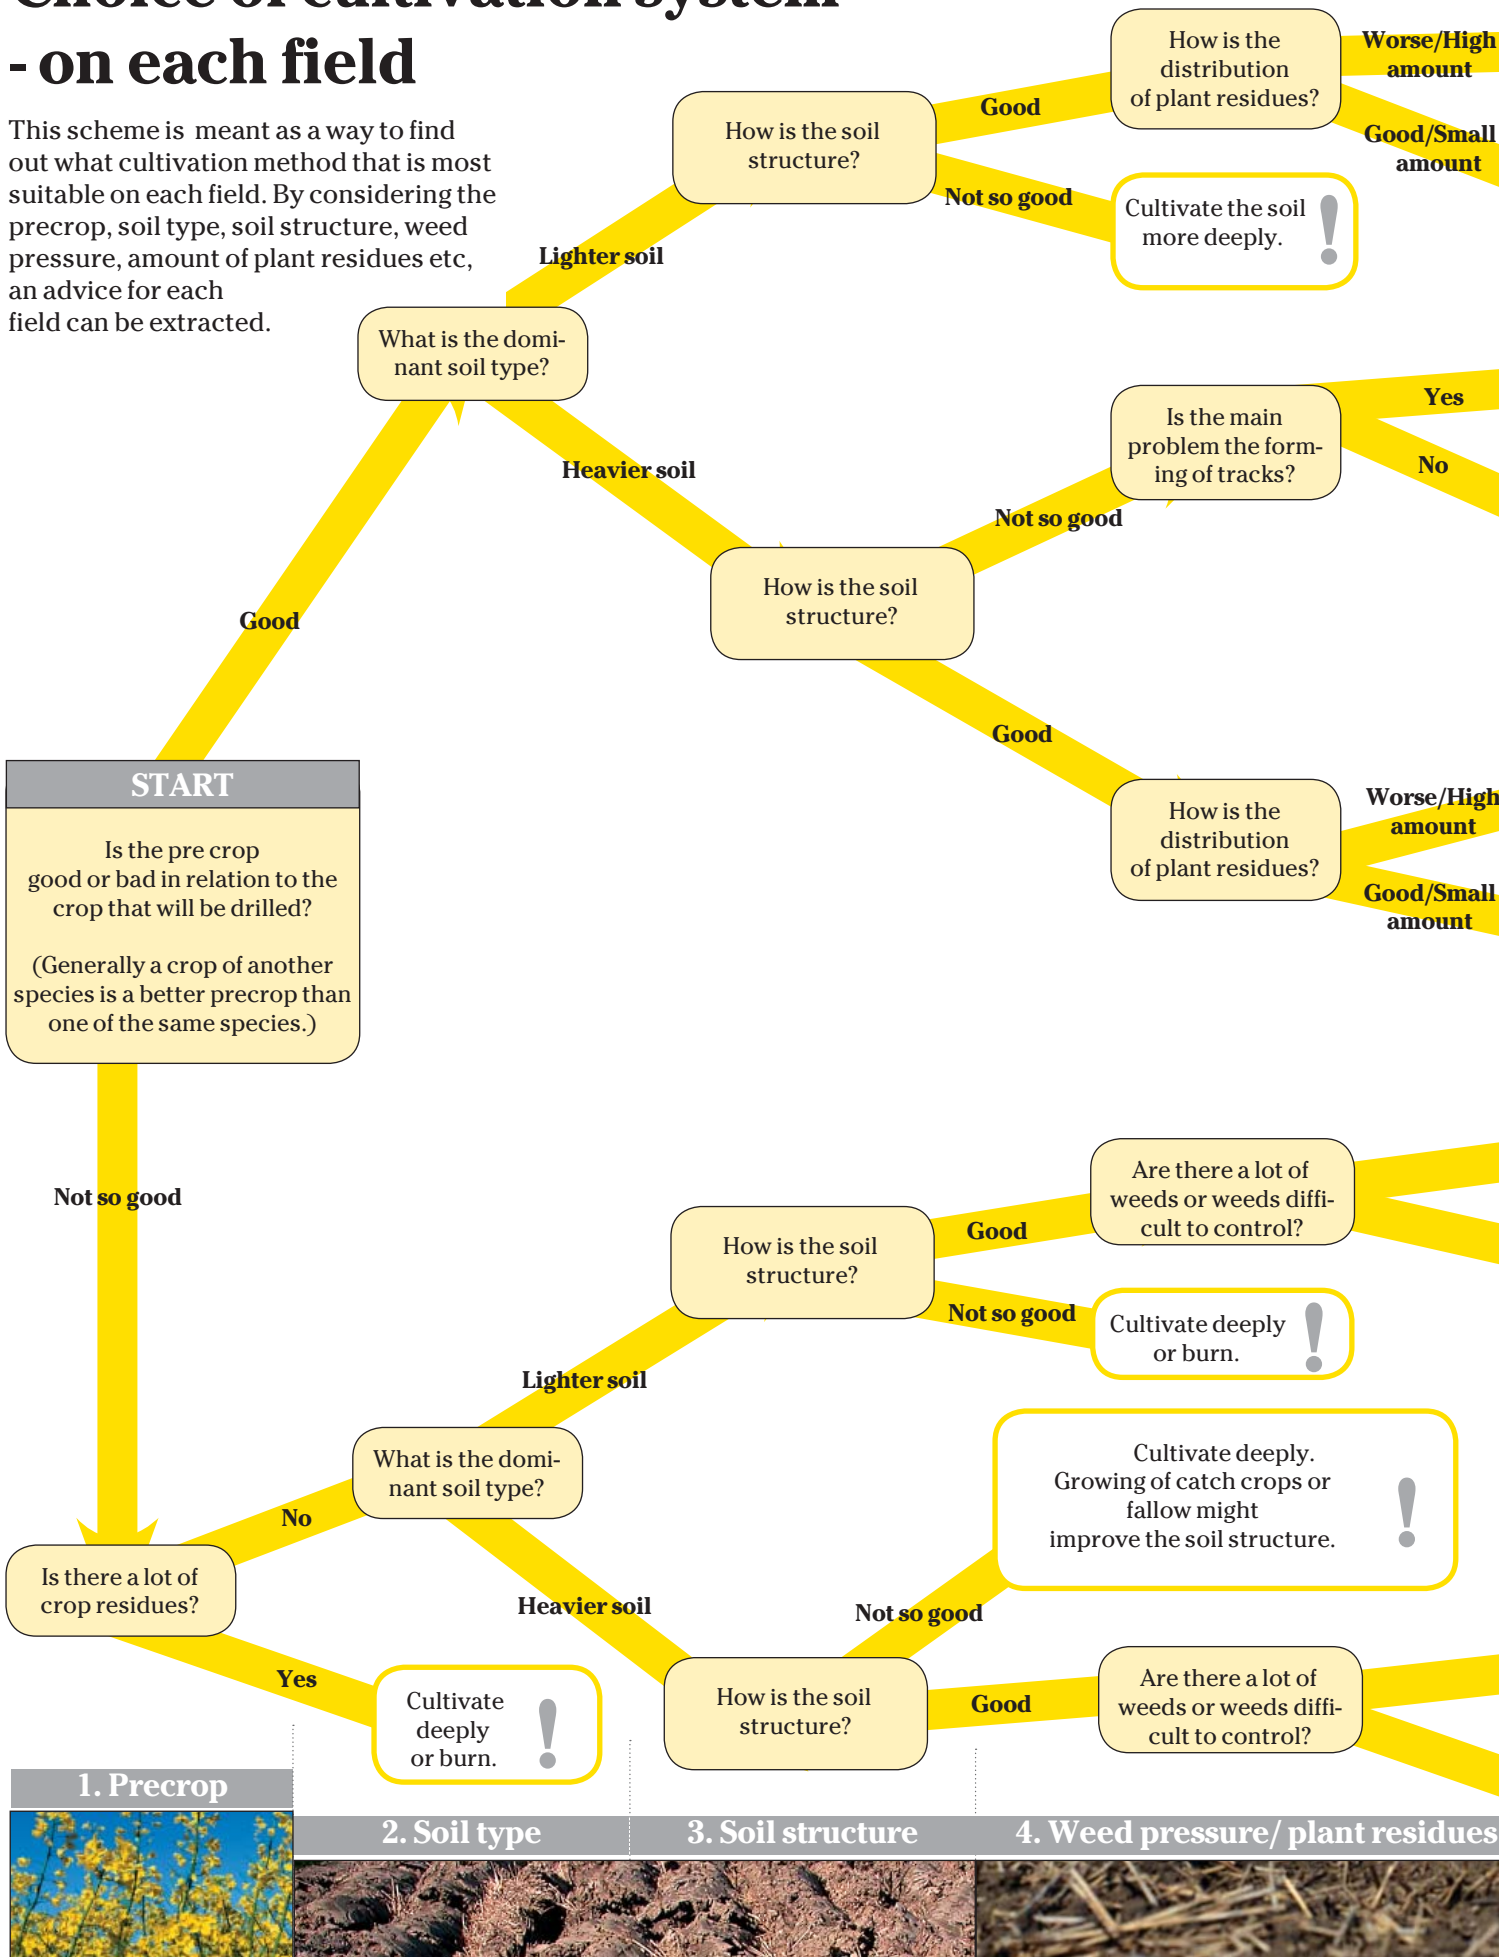 - on each field
This scheme is meant as a way to find
out what cultivation method that is most
suitable on each field. By considering the
precrop, soil type, soil structure, weed
pressure, amount of plant residues etc,
an advice for each
field can be extracted.
How is the
distribution
of plant residues?
Worse/High
amount
Good/Small
amount
How is the soil
structure?
Good
Not so good
Cultivate the soil
more deeply.
!
Lighter soil
What is the domi-
nant soil type?
Heavier soil
Is the main
problem the form-
ing of tracks?
Yes
No
Not so good
How is the soil
structure?
Good
Good
How is the
distribution
of plant residues?
Worse/High
amount
Good/Small
amount
START
Is the pre crop
good or bad in relation to the
crop that will be drilled?
(Generally a crop of another
species is a better precrop than
one of the same species.)
Not so good
Are there a lot of
weeds or weeds diffi-
cult to control?
How is the soil
structure?
Good
Not so good
Cultivate deeply
or burn.
!
Lighter soil
What is the domi-
nant soil type?
No
Cultivate deeply.
Growing of catch crops or
fallow might
improve the soil structure.
!
Is there a lot of
crop residues?
Heavier soil
Not so good
Yes
Cultivate
deeply
or burn.
!
How is the soil
structure?
Good
Are there a lot of
weeds or weeds diffi-
cult to control?
1. Precrop
2. Soil type
3. Soil structure
4. Weed pressure/ plant residues